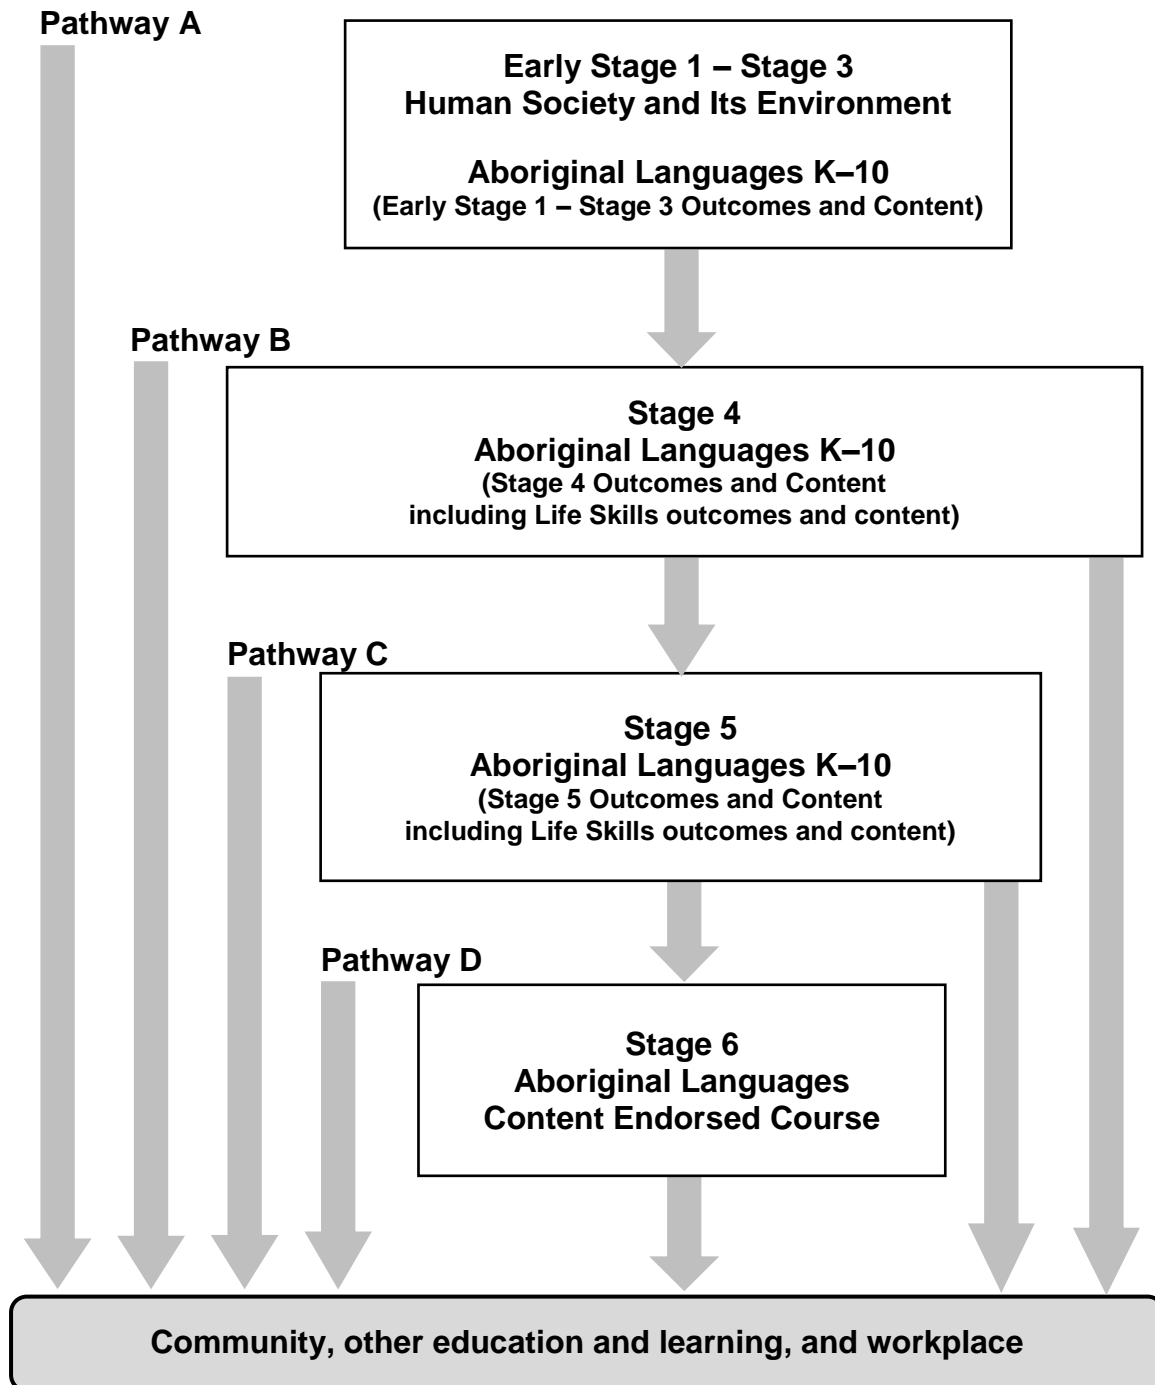 Pathway A
Early Stage 1 – Stage 3
Human Society and Its Environment
Aboriginal Languages K–10
(Early Stage 1 – Stage 3 Outcomes and Content)
Pathway B
Stage 4
Aboriginal Languages K–10
(Stage 4 Outcomes and Content
including Life Skills outcomes and content)
Pathway C
Stage 5
Aboriginal Languages K–10
(Stage 5 Outcomes and Content
including Life Skills outcomes and content)
Pathway D
Stage 6
Aboriginal Languages
Content Endorsed Course
Community, other education and learning, and workplace